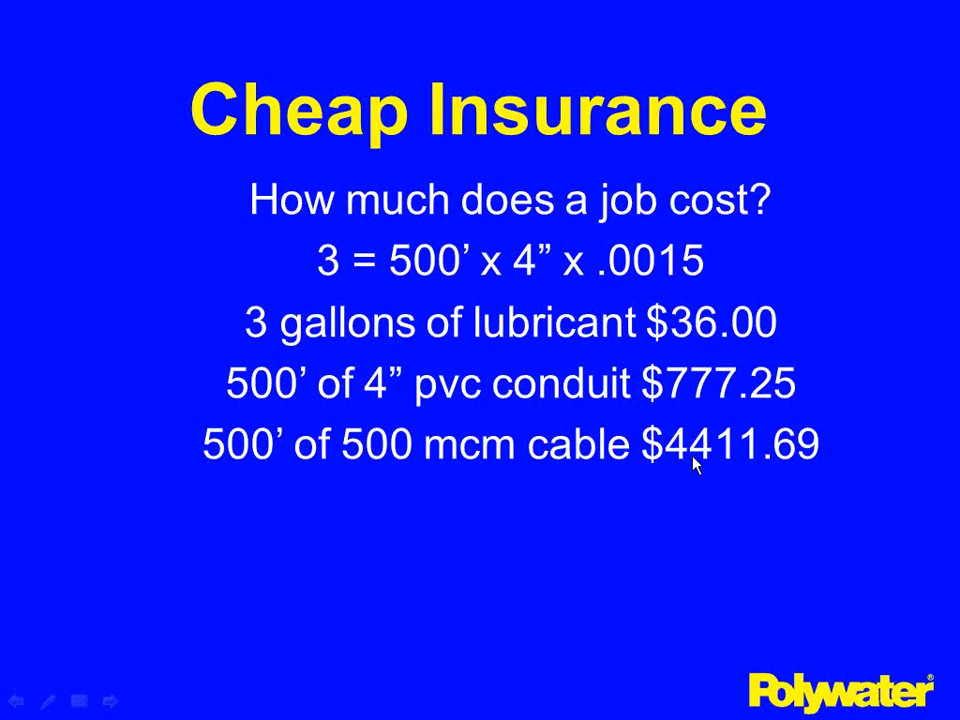 Cheap Insurance
How much does a job cost?
3 = 500’ x 4” x .0015
3 gallons of lubricant $36.00
500’ of 4” pvc conduit $777.25
500’ of 500 mcm cable $4411.69
Polywater®